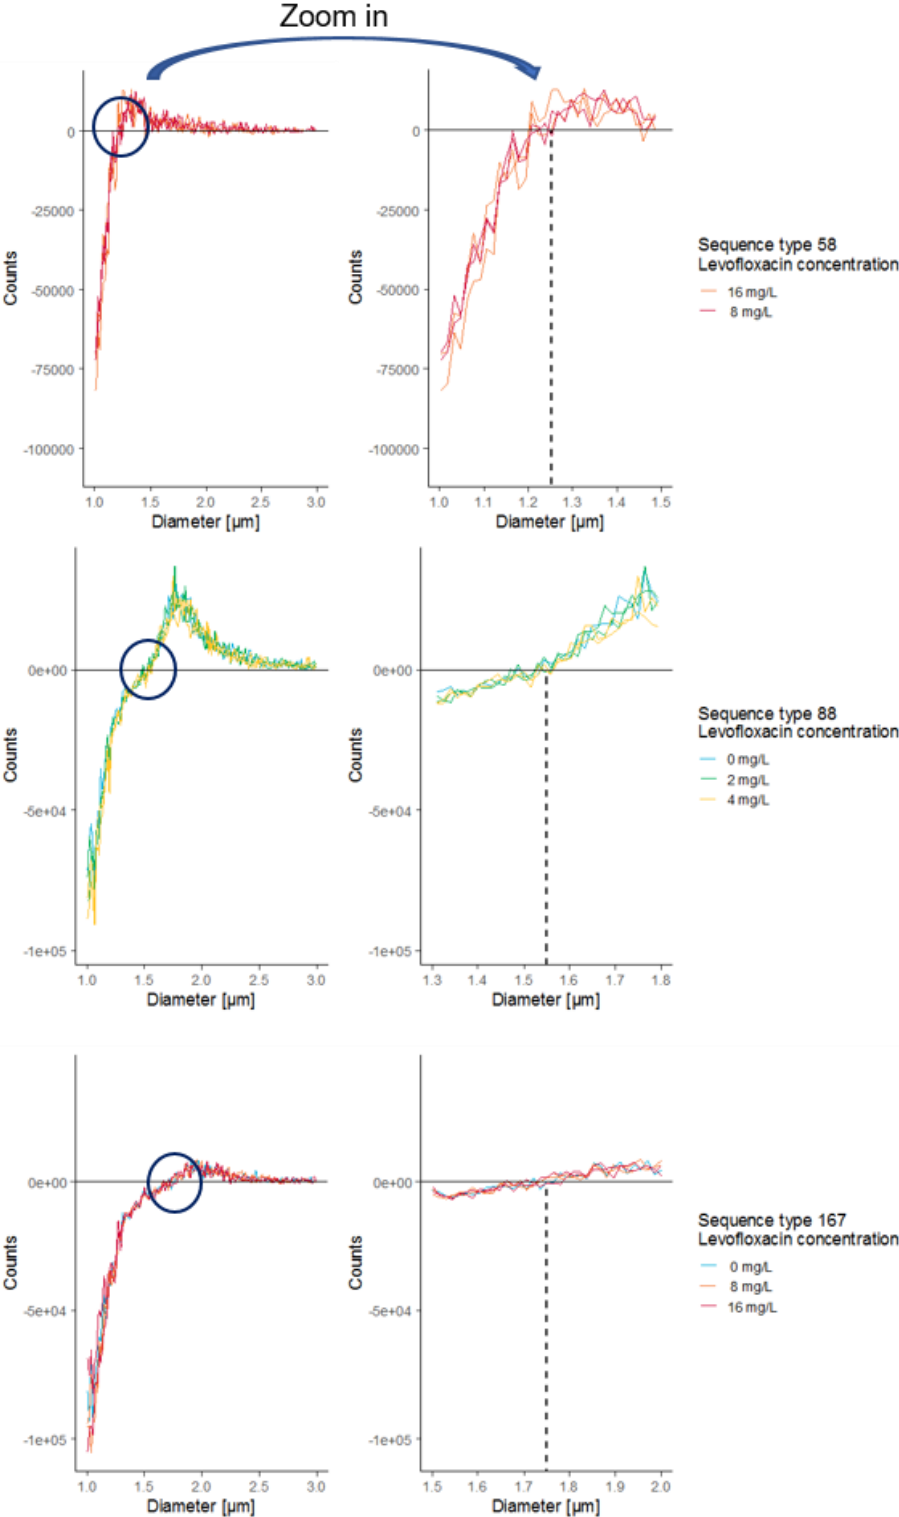 Zoom in
0
-25000
-50000
-75000
-100000
Counts
1.0 1.5 2.0 2.5 3.0
Diameter [µm]
0
-25000
-50000
-75000
-100000
Counts
1.0 1.1 1.2 1.3 1.4 1.5
Diameter [µm]
Sequence type 58
Levofloxacin concentration
16 mg/L
8 mg/L
0e+00
-5e+04
-1e+05
Counts
1.0 1.5 2.0 2.5 3.0
Diameter [µm]
0e+00
-5e+04
-1e+05
Counts
1.3 1.4 1.5 1.6 1.7 1.8
Diameter [µm]
Sequence type 88
Levofloxacin concentration
0 mg/L
2 mg/L
4 mg/L
0e+00
-5e+04
-1e+05
Counts
1.0 1.5 2.0 2.5 3.0
Diameter [µm]
0e+00
-5e+04
-1e+05
Counts
1.5 1.6 1.7 1.8 1.9 2.0
Diameter [µm]
Sequence type 167
Levofloxacin concentration
0 mg/L
8 mg/L
16 mg/L